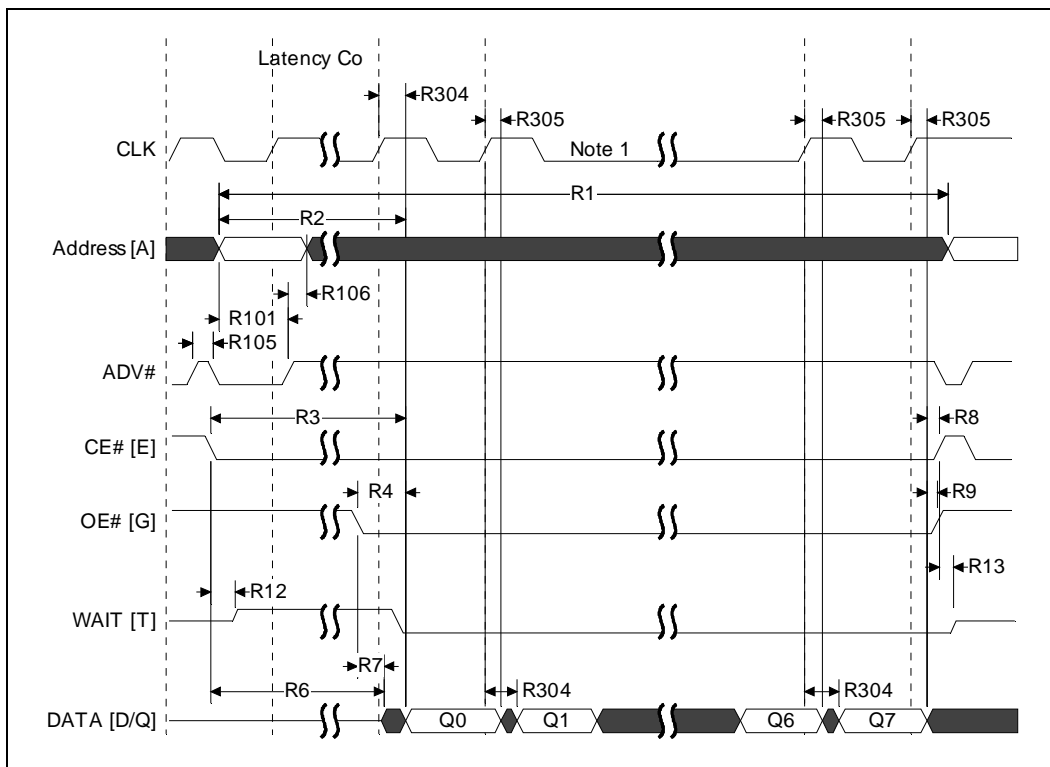 Latency Co
R304
R305
R305
R305
CLK
Note 1
R1
R2
Address [A]
R106
R101
R105
ADV#
R3
R8
CE# [E]
R4
R9
OE# [G]
R13
R12
WAIT [T]
R7
R6
R304
R304
DATA [D/Q]
Q0
Q1
Q6
Q7